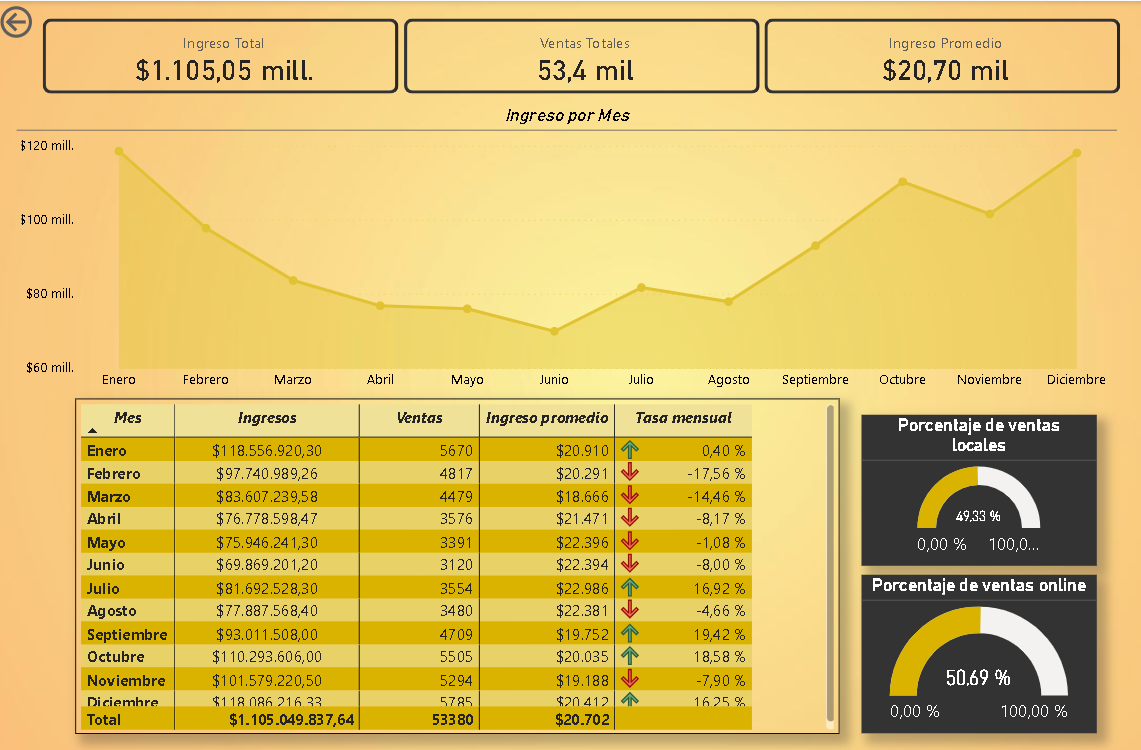 Ingreso Total
$1.105,05 mill.
Ventas Totales
53,4 mil
Ingreso Promedio
$20,70 mil
Ingreso por Mes
$120 mill.
$100 mill.
$80 mill.
$60 mill.
Enero Febrero Marzo Abril Mayo Junio Julio Agosto Septiembre Octubre Noviembre Diciembre
Mes Ingresos Ventas Ingreso promedio Tasa mensual
Enero $118.556.920,30 5670 $20.910 0,40 %
Febrero $97.740.989,26 4817 $20.291 -17,56 %
Marzo $83.607.239,58 4479 $18.666 -14,46 %
Abril $76.778.598,47 3576 $21.471 -8,17 %
Mayo $75.946.241,30 3391 $22.396 -1,08 %
Junio $69.869.201,20 3120 $22.394 -8,00 %
Julio $81.692.528,30 3554 $22.986 16,92 %
Agosto $77.887.568,40 3480 $22.381 -4,66 %
Septiembre $93.011.508,00 4709 $19.752 19,42 %
Octubre $110.293.606,00 5505 $20.035 18,58 %
Noviembre $101.579.220,50 5294 $19.188 -7,90 %
Diciembre $118.086.216,33 5785 $20.412 16,25 %
Total $1.105.049.837,64 53380 $20.702
Porcentaje de ventas
locales
49,33 %
0,00 % 100,0...
Porcentaje de ventas online
50,69 %
0,00 % 100,00 %